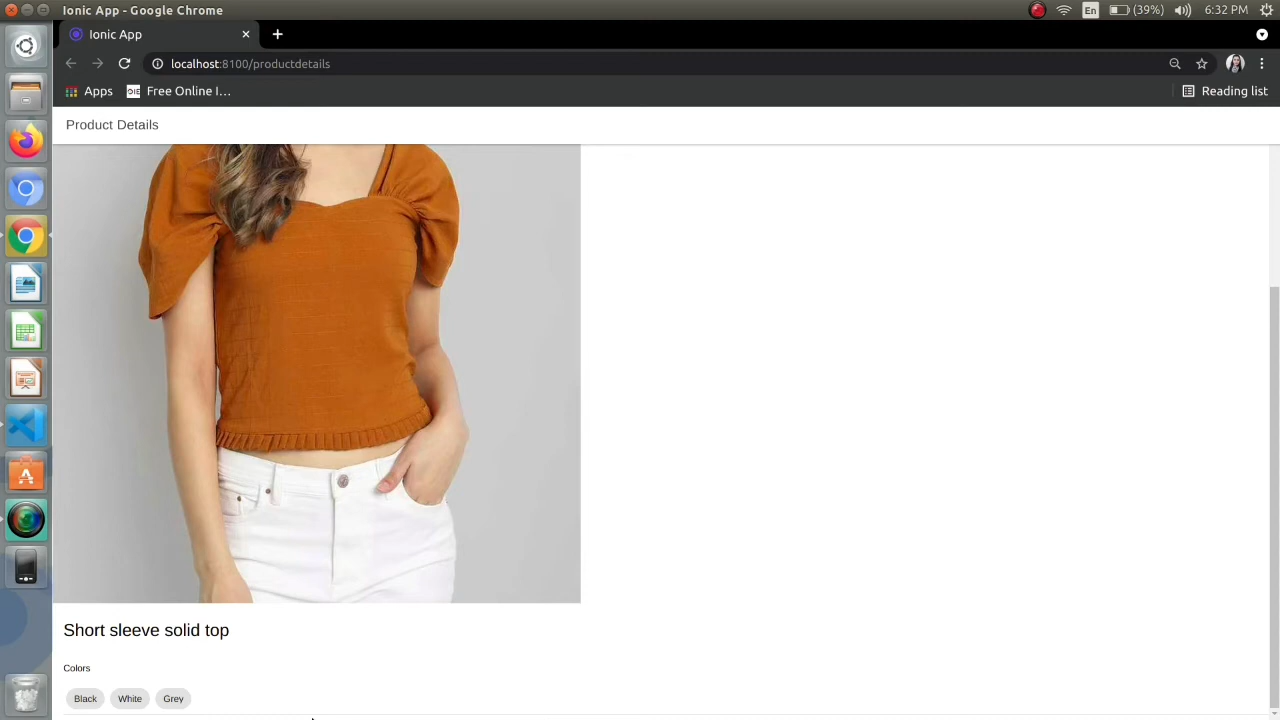 Ionic App - Google Chrome
En
(39%)
6:32 PM
Ionic App
localhost:8100/productdetails
Apps
Free Online I...
Reading list
Product Details
Short sleeve solid top
Colors
Black
White
Grey